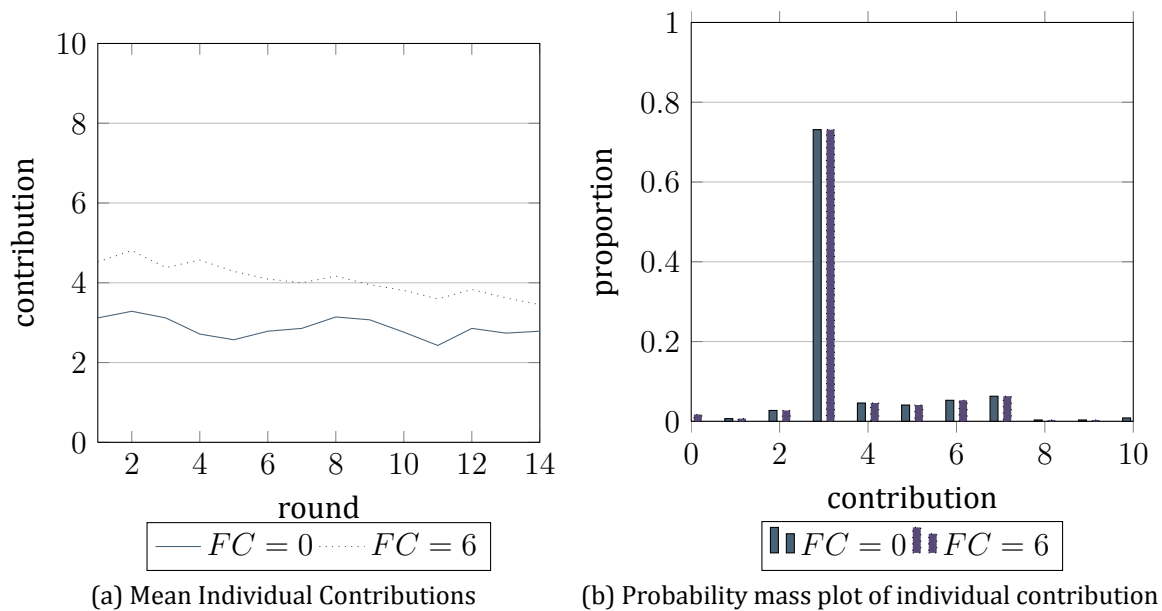 10
8
6
4
2
0
2 4 6 8 10 12 14
contribution
round
FC = 0 FC = 6
(a) Mean Individual Contributions
1
0.8
0.6
0.4
0.2
0
0 2 4 6 8 10
proportion
contribution
FC = 0 FC = 6
(b) Probability mass plot of individual contribution